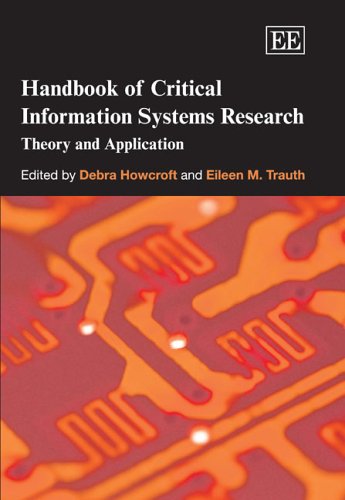 EE
Handbook of Critical
Information Systems Research
Theory and Application
Edited by Debra Howcroft and Eileen M. Trauth